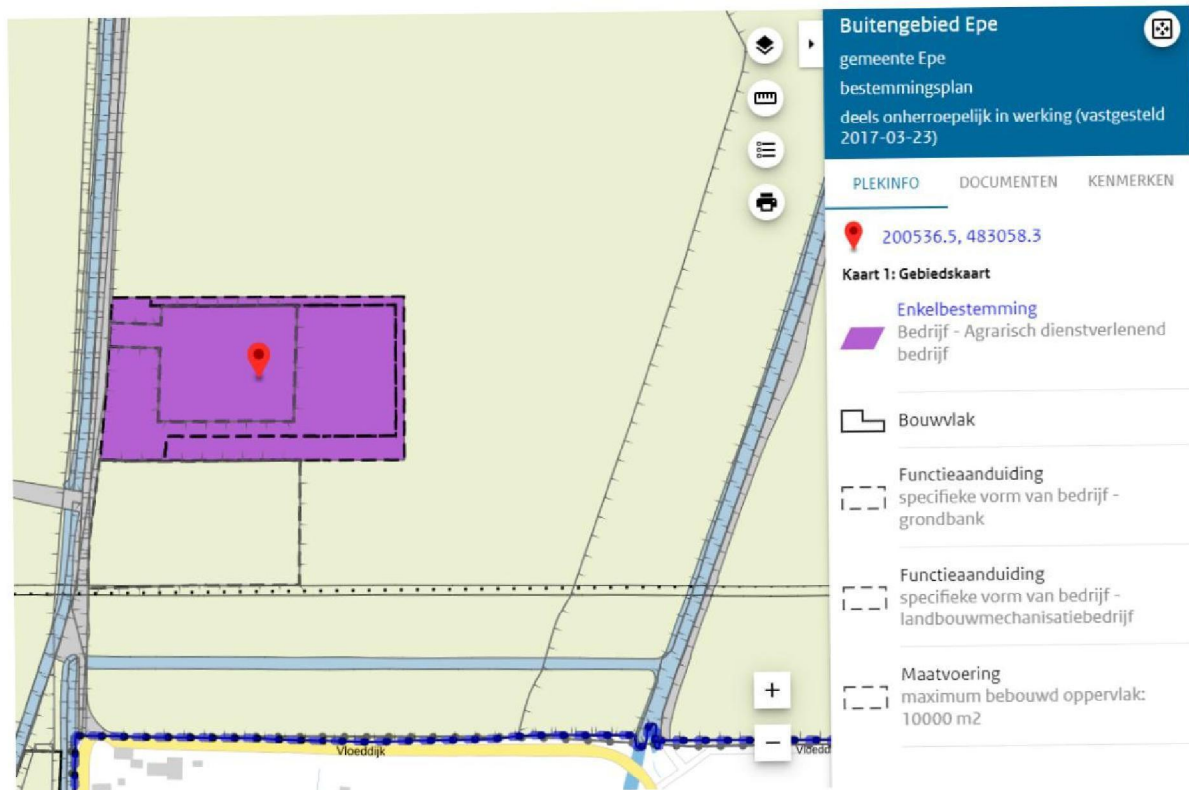 Buitengebied Epe
gemeente Epe
bestemmingsplan
deels onherroepelijk in werking (vastgesteld
2017-03-23)
PLEKINFO DOCUMENTEN KENMERKEN
200536.5, 483058.3
Kaart 1: Gebiedskaart
Enkelbestemming
Bedrijf - Agrarisch dienstverlenend
bedrijf
Bouwvlak
Functieaanduiding
specifieke vorm van bedrijf -
grondbank
Functieaanduiding
specifieke vorm van bedrijf -
landbouwmechanisatiebedrijf
Maatvoering
maximum bebouwd oppervlak:
10000 m2
+
−
Vloeddijk
Vloedd